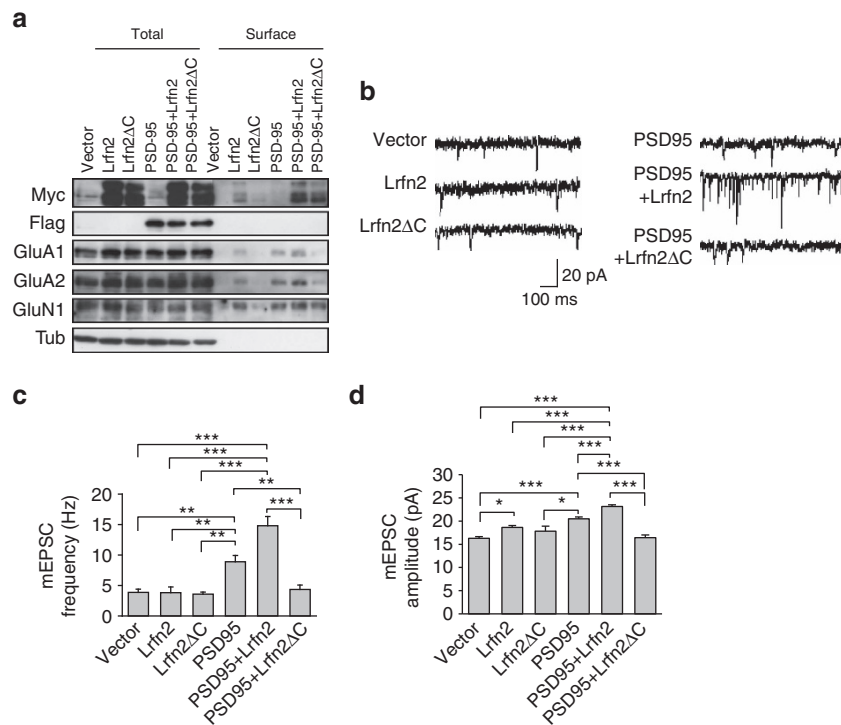 a
Total
Surface
Vector
Lrfn2
Lrfn2ΔC
PSD-95
PSD-95+Lrfn2
PSD-95+Lrfn2ΔC
Vector
Lrfn2
Lrfn2ΔC
PSD-95
PSD-95+Lrfn2
PSD-95+Lrfn2ΔC
Myc
Flag
GluA1
GluA2
GluN1
Tub
b
Vector
Lrfn2
Lrfn2ΔC
20 pA
100 ms
PSD95
PSD95
+Lrfn2
PSD95
+Lrfn2ΔC
c
***
***
***
**
**
***
**
**
20
15
10
5
0
mEPSC
frequency (Hz)
Vector
Lrfn2
Lrfn2ΔC
PSD95
PSD95+Lrfn2
PSD95+Lrfn2ΔC
d
***
***
***
***
***
***
***
*
*
30
25
20
15
10
5
0
mEPSC
amplitude (pA)
Vector
Lrfn2
Lrfn2ΔC
PSD95
PSD95+Lrfn2
PSD95+Lrfn2ΔC